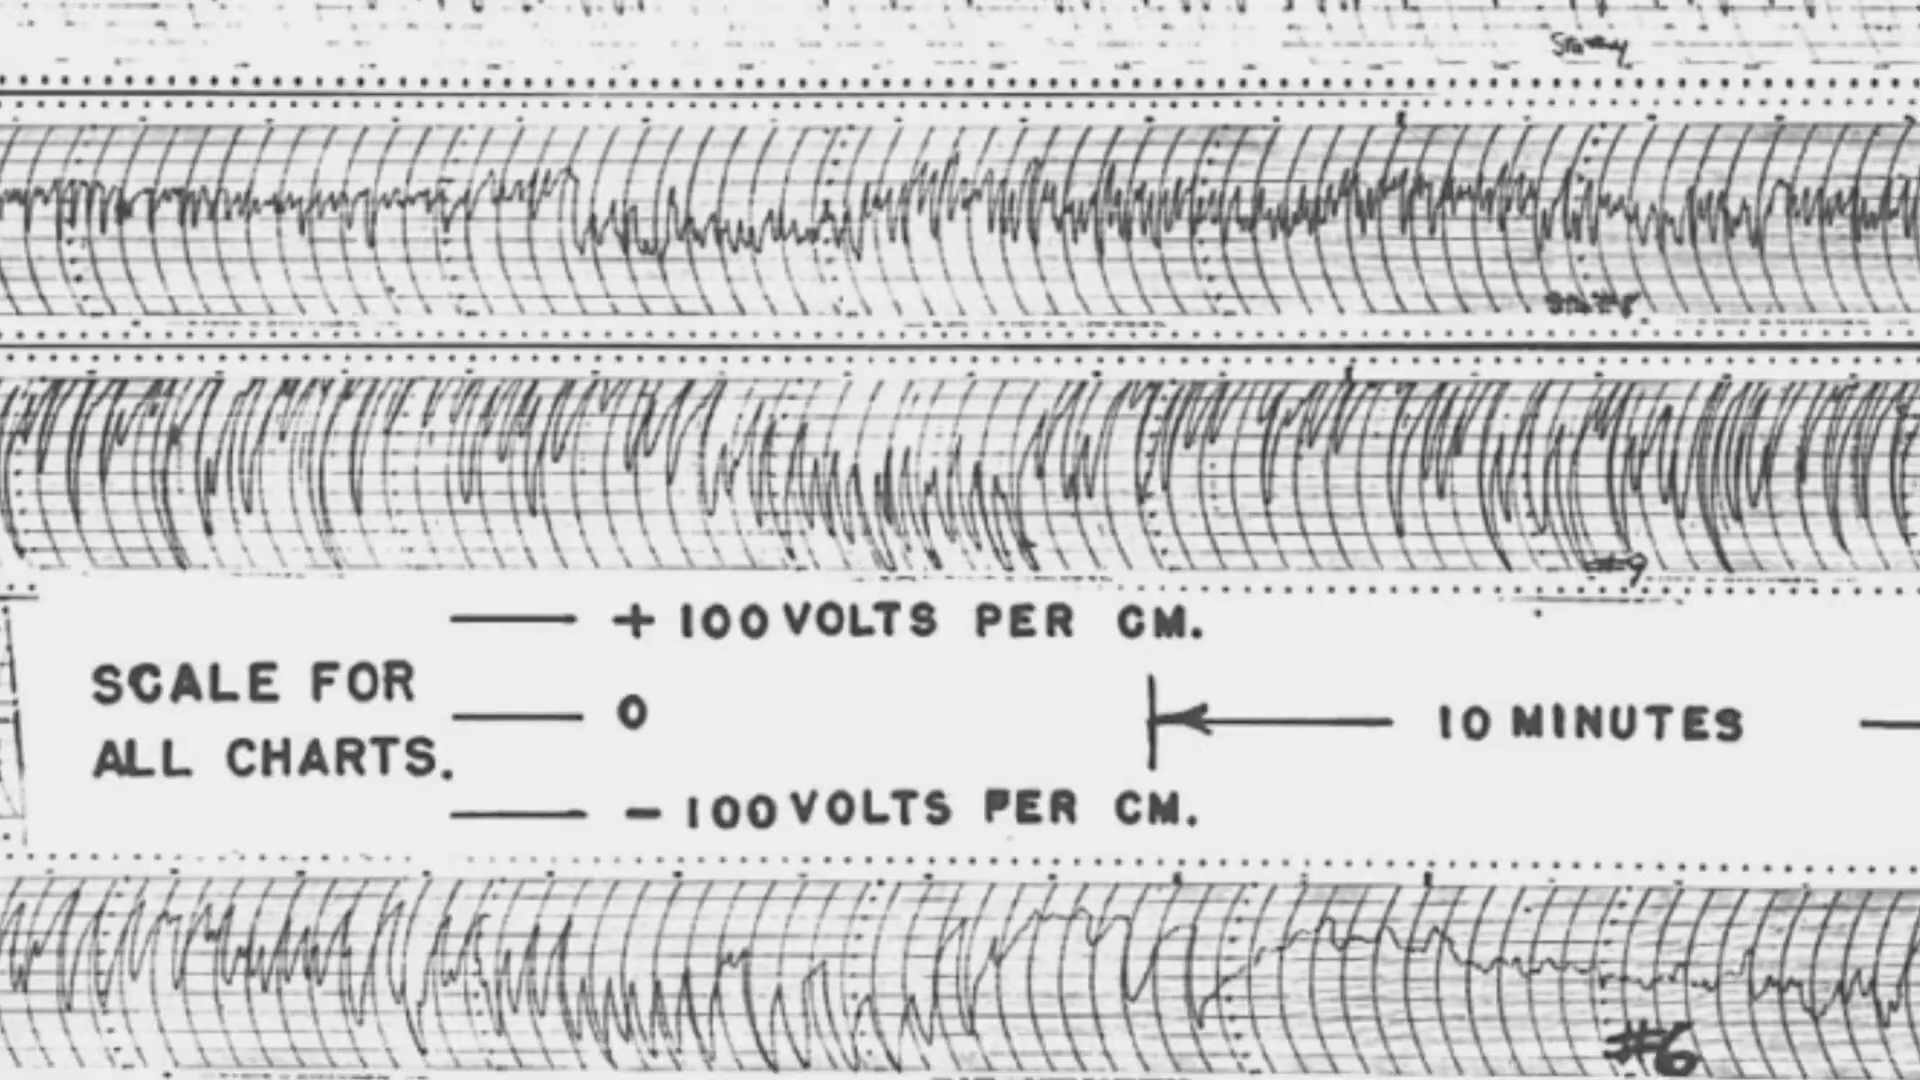 #9
+ 100 VOLTS PER CM.
SCALE FOR
0
10 MINUTES
ALL CHARTS.
- 100 VOLTS PER CM.
#6